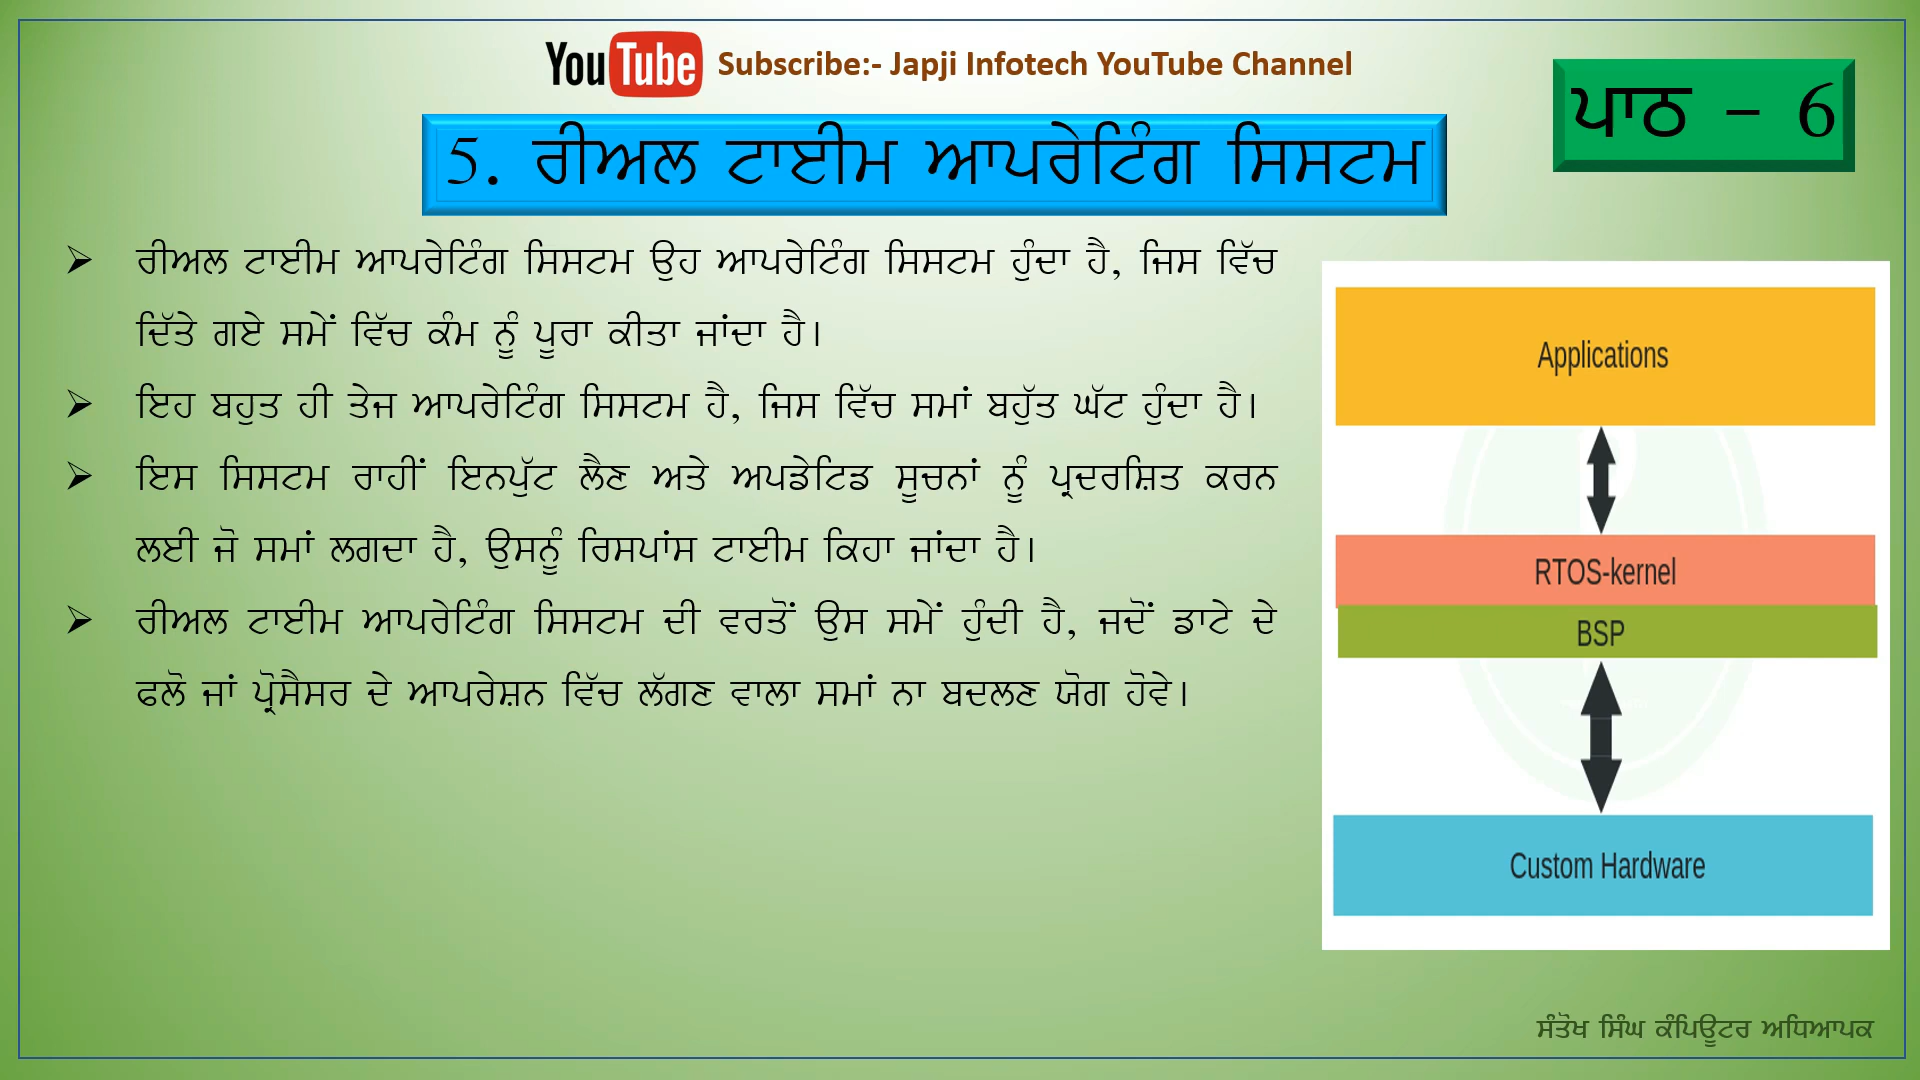 YouTube Subscribe:- Japji Infotech YouTube Channel
ਪਾਠ - 6
5. ਰੀਅਲ ਟਾਈਮ ਆਪਰੇਟਿੰਗ ਸਿਸਟਮ
➢ ਰੀਅਲ ਟਾਈਮ ਆਪਰੇਟਿੰਗ ਸਿਸਟਮ ਉਹ ਆਪਰੇਟਿੰਗ ਸਿਸਟਮ ਹੁੰਦਾ ਹੈ, ਜਿਸ ਵਿੱਚ
ਦਿੱਤੇ ਗਏ ਸਮੇਂ ਵਿੱਚ ਕੰਮ ਨੂੰ ਪੂਰਾ ਕੀਤਾ ਜਾਂਦਾ ਹੈ।
➢ ਇਹ ਬਹੁਤ ਹੀ ਤੇਜ ਆਪਰੇਟਿੰਗ ਸਿਸਟਮ ਹੈ, ਜਿਸ ਵਿੱਚ ਸਮਾਂ ਬਹੁੱਤ ਘੱਟ ਹੁੰਦਾ ਹੈ।
➢ ਇਸ ਸਿਸਟਮ ਰਾਹੀਂ ਇਨਪੁੱਟ ਲੈਣ ਅਤੇ ਅਪਡੇਟਿਡ ਸੂਚਨਾਂ ਨੂੰ ਪ੍ਰਦਰਸ਼ਿਤ ਕਰਨ
ਲਈ ਜੋ ਸਮਾਂ ਲਗਦਾ ਹੈ, ਉਸਨੂੰ ਰਿਸਪਾਂਸ ਟਾਈਮ ਕਿਹਾ ਜਾਂਦਾ ਹੈ।
➢ ਰੀਅਲ ਟਾਈਮ ਆਪਰੇਟਿੰਗ ਸਿਸਟਮ ਦੀ ਵਰਤੋਂ ਉਸ ਸਮੇਂ ਹੁੰਦੀ ਹੈ, ਜਦੋਂ ਡਾਟੇ ਦੇ
ਫਲੋ ਜਾਂ ਪ੍ਰੋਸੈਸਰ ਦੇ ਆਪਰੇਸ਼ਨ ਵਿੱਚ ਲੱਗਣ ਵਾਲਾ ਸਮਾਂ ਨਾ ਬਦਲਣ ਯੋਗ ਹੋਵੇ।
Applications
RTOS-kernel
BSP
Custom Hardware
ਸੰਤੋਖ ਸਿੰਘ ਕੰਪਿਊਟਰ ਅਧਿਆਪਕ